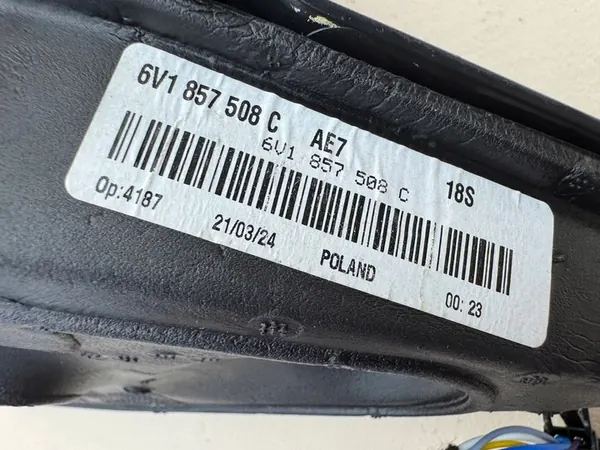 6V1 857 508 C AE7 18S
6V1 857 508 C
Op:4187 21/03/24 POLAND 00:23